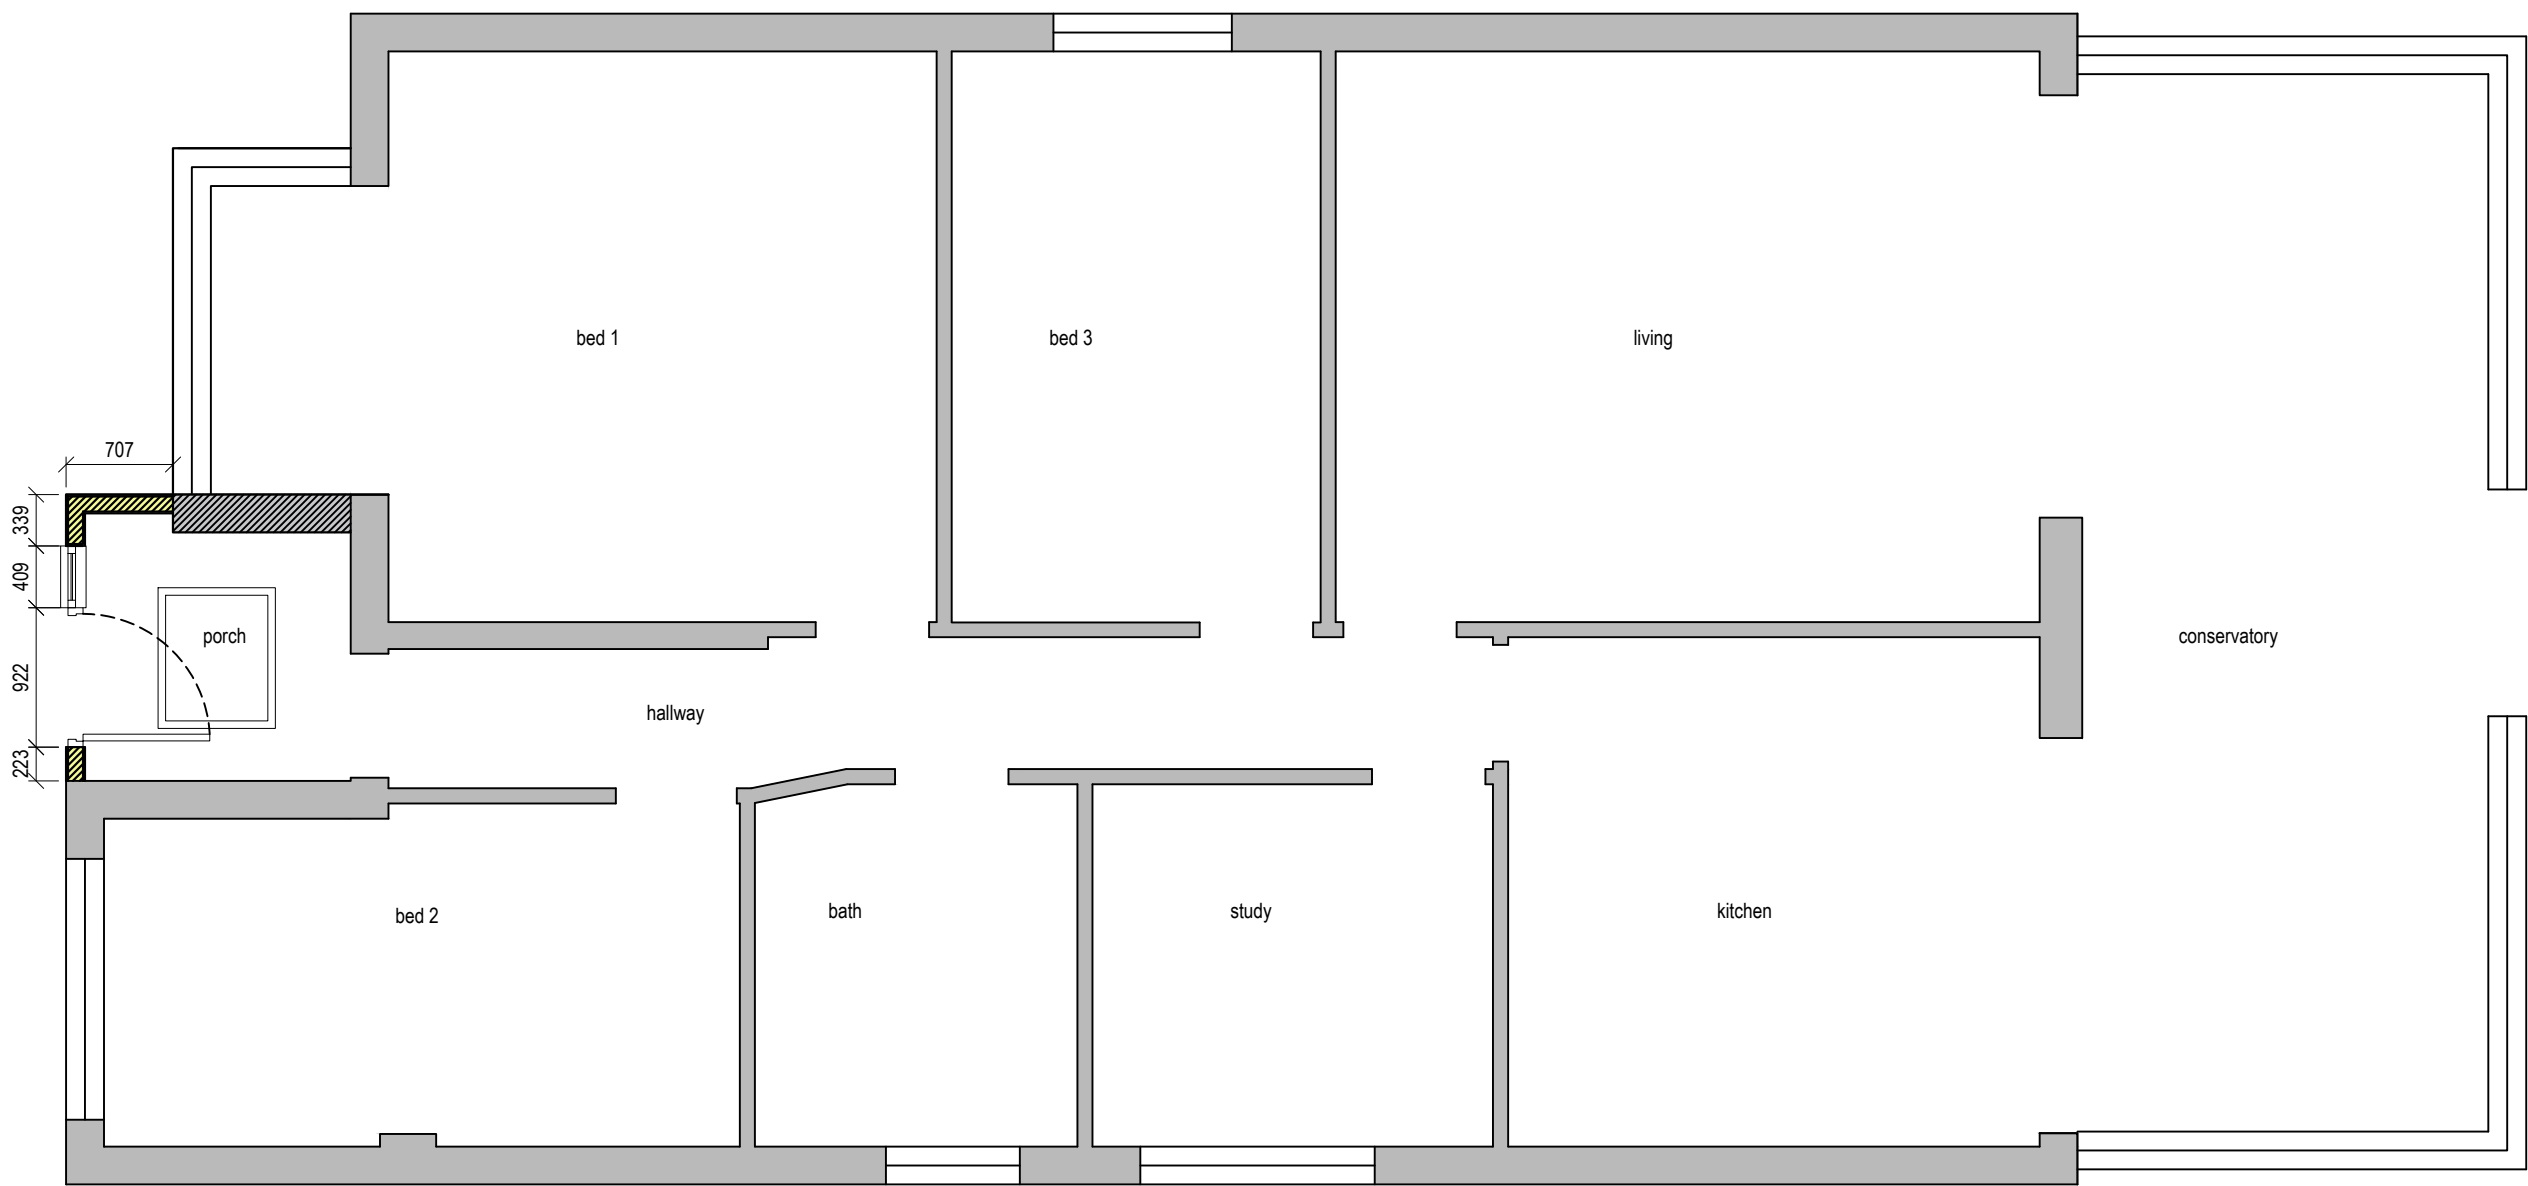 bed 1
bed 3
living
707
339
409
922
223
porch
conservatory
hallway
bed 2
bath
study
kitchen